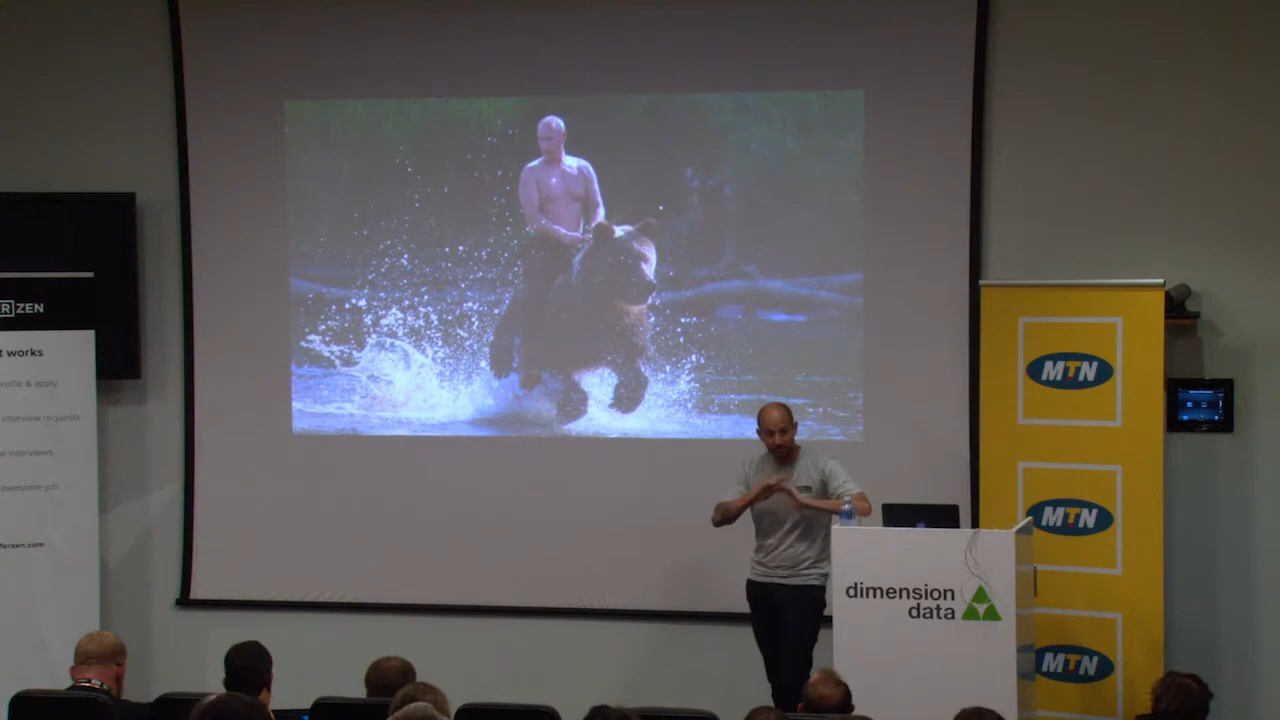 R ZEN
t works
rofile & apply
interview requests
e interviews
awesome job
ferzen.com
MTN
MTN
MTN
dimension
data